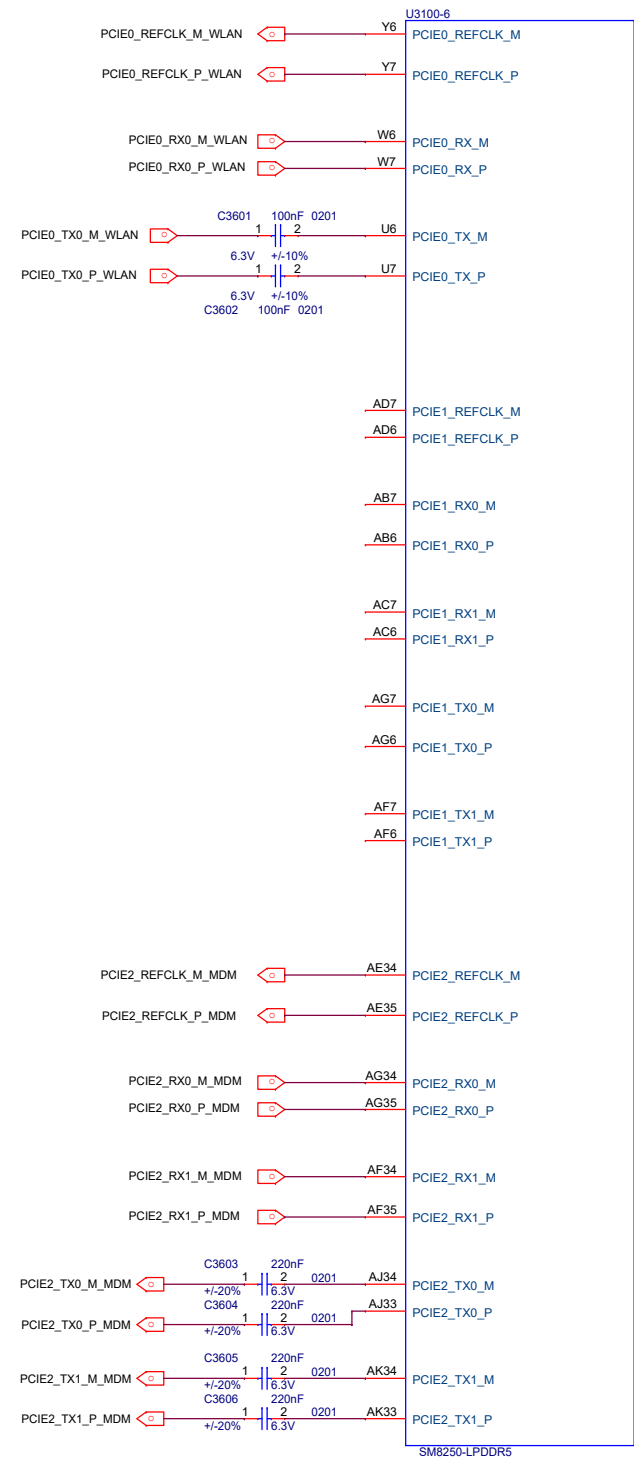 U3100-6
PCIE0_REFCLK_M_WLAN Y6 PCIE0_REFCLK_M
PCIE0_REFCLK_P_WLAN Y7 PCIE0_REFCLK_P
PCIE0_RX0_M_WLAN W6 PCIE0_RX_M
PCIE0_RX0_P_WLAN W7 PCIE0_RX_P
C3601 100nF 0201
PCIE0_TX0_M_WLAN 1 2 U6 PCIE0_TX_M
6.3V +/-10%
PCIE0_TX0_P_WLAN 1 2 U7 PCIE0_TX_P
6.3V +/-10%
C3602 100nF 0201
AD7 PCIE1_REFCLK_M
AD6 PCIE1_REFCLK_P
AB7 PCIE1_RX0_M
AB6 PCIE1_RX0_P
AC7 PCIE1_RX1_M
AC6 PCIE1_RX1_P
AG7 PCIE1_TX0_M
AG6 PCIE1_TX0_P
AF7 PCIE1_TX1_M
AF6 PCIE1_TX1_P
PCIE2_REFCLK_M_MDM AE34 PCIE2_REFCLK_M
PCIE2_REFCLK_P_MDM AE35 PCIE2_REFCLK_P
PCIE2_RX0_M_MDM AG34 PCIE2_RX0_M
PCIE2_RX0_P_MDM AG35 PCIE2_RX0_P
PCIE2_RX1_M_MDM AF34 PCIE2_RX1_M
PCIE2_RX1_P_MDM AF35 PCIE2_RX1_P
C3603 220nF
PCIE2_TX0_M_MDM 1 2 0201 AJ34 PCIE2_TX0_M
+/-20% 6.3V
C3604 220nF
PCIE2_TX0_P_MDM 1 2 0201 AJ33 PCIE2_TX0_P
+/-20% 6.3V
C3605 220nF
PCIE2_TX1_M_MDM 1 2 0201 AK34 PCIE2_TX1_M
+/-20% 6.3V
C3606 220nF
PCIE2_TX1_P_MDM 1 2 0201 AK33 PCIE2_TX1_P
+/-20% 6.3V
SM8250-LPDDR5